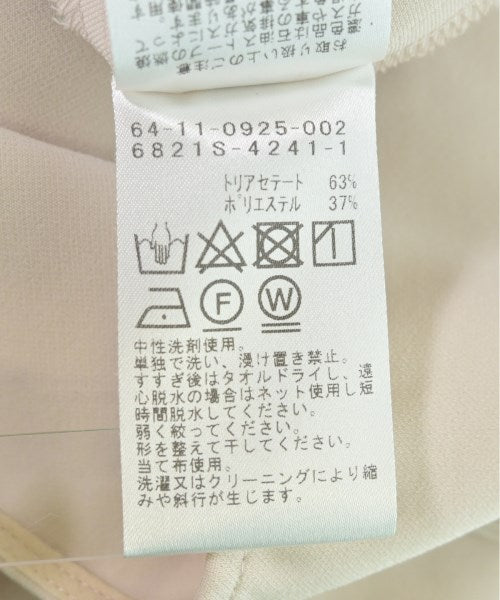 64-11-0925-002
6821S-4241-1
トリアセテート 63%
ポリエステル 37%
F W
中性洗剤使用。
単独で洗い、浸け置き禁止。
すすぎ後はタオルドライし、遠
心脱水の場合はネット使用し短
時間脱水してください。
弱く絞ってください。
形を整えて干してください。
当て布使用。
洗濯又はクリーニングにより縮
みや斜行が生じます。